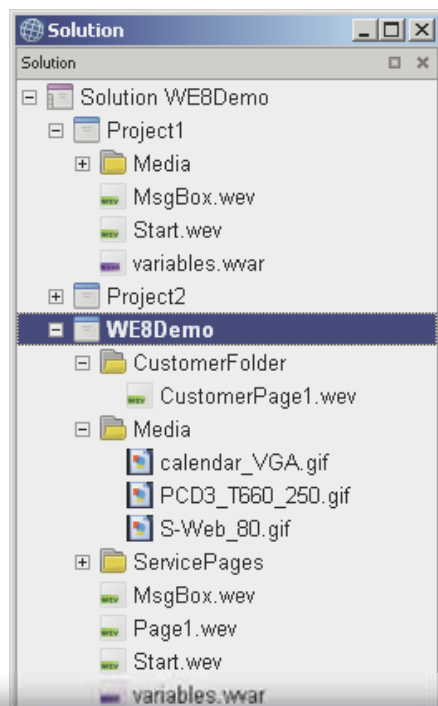 Solution
Solution
Solution WE8Demo
Project1
Media
MsgBox.wev
Start.wev
variables.wvar
Project2
WE8Demo
CustomerFolder
CustomerPage1.wev
Media
calendar_VGA.gif
PCD3_T660_250.gif
S-Web_80.gif
ServicePages
MsgBox.wev
Page1.wev
Start.wev
variables.wvar